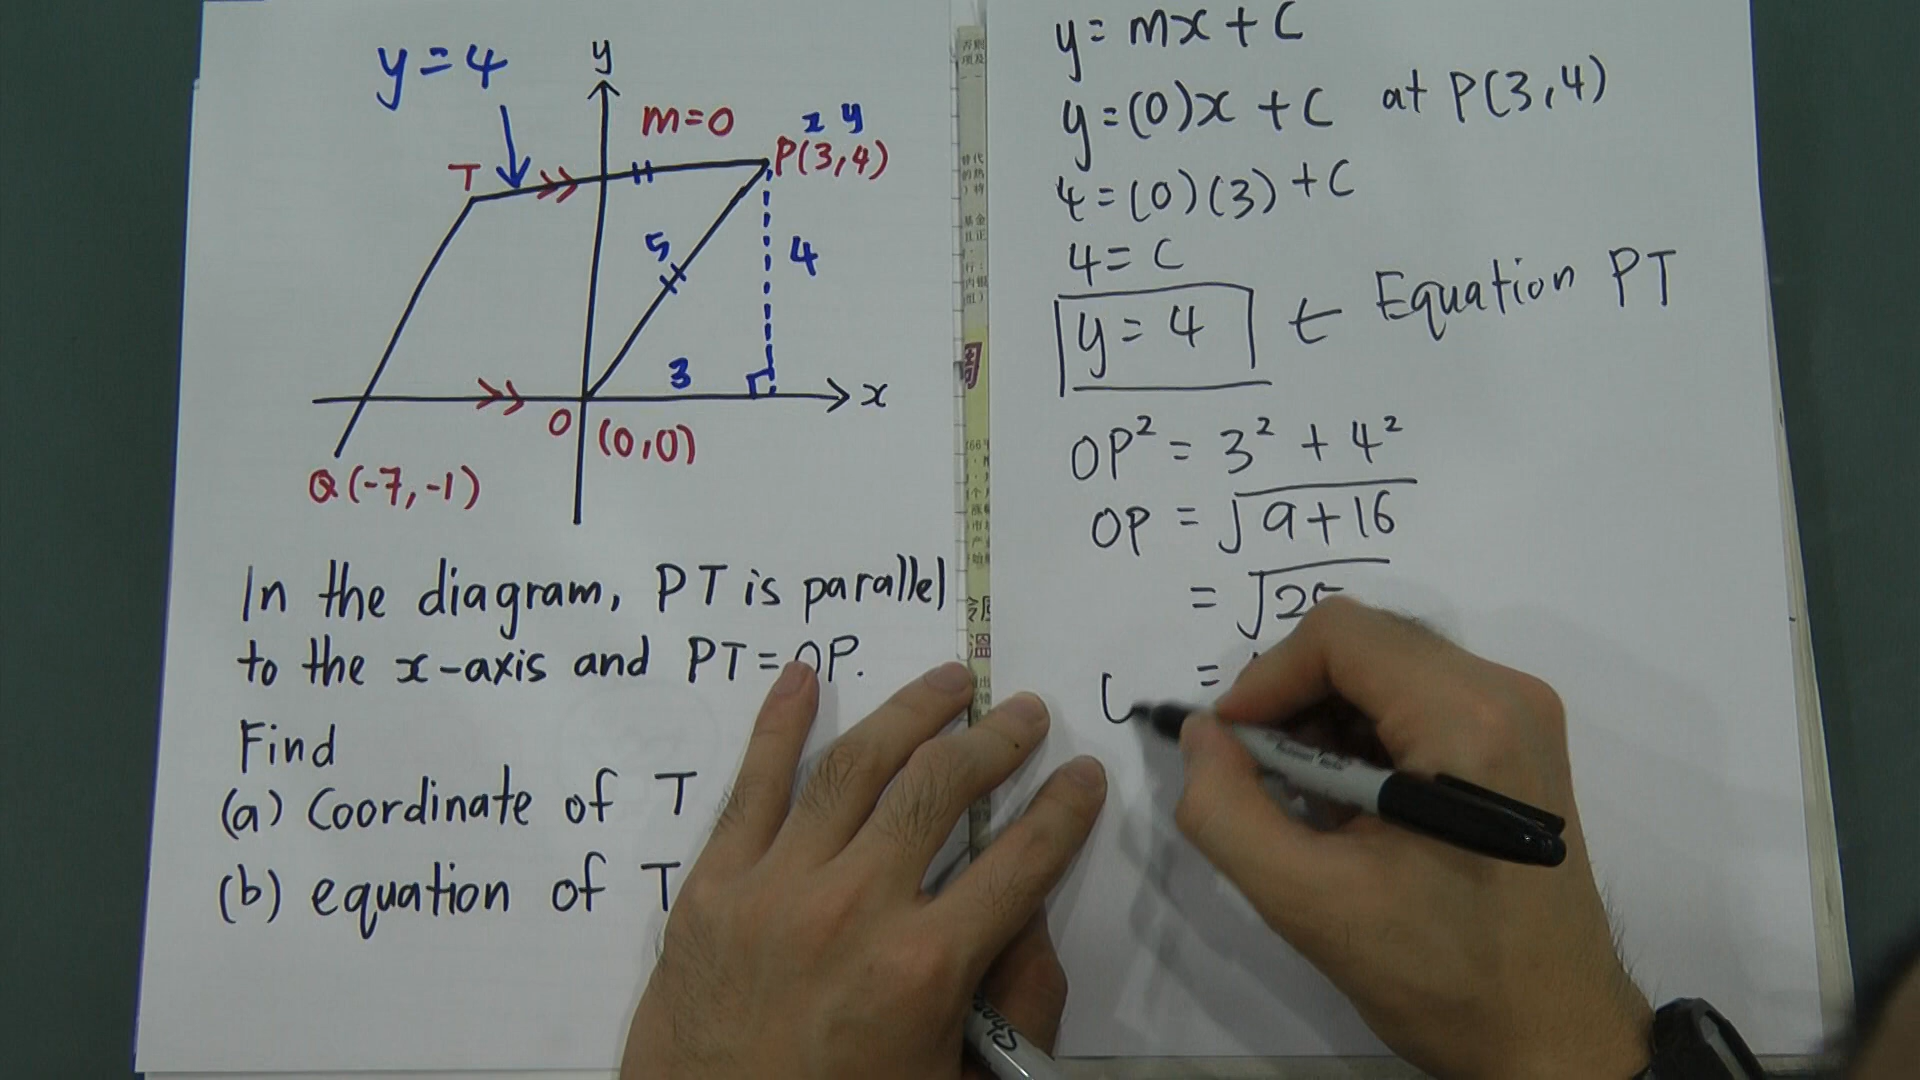 y=4
y
m=0
x y
T
P(3,4)
5
4
3
x
O
(0,0)
Q(-7,-1)
In the diagram, PT is parallel
to the x-axis and PT=OP.
Find
(a) Coordinate of T
(b) equation of T
y=mx+C
y=(0)x+C at P(3,4)
4=(0)(3)+C
4=C
y=4 ← Equation PT
OP²=3²+4²
OP=√9+16
=√25
=